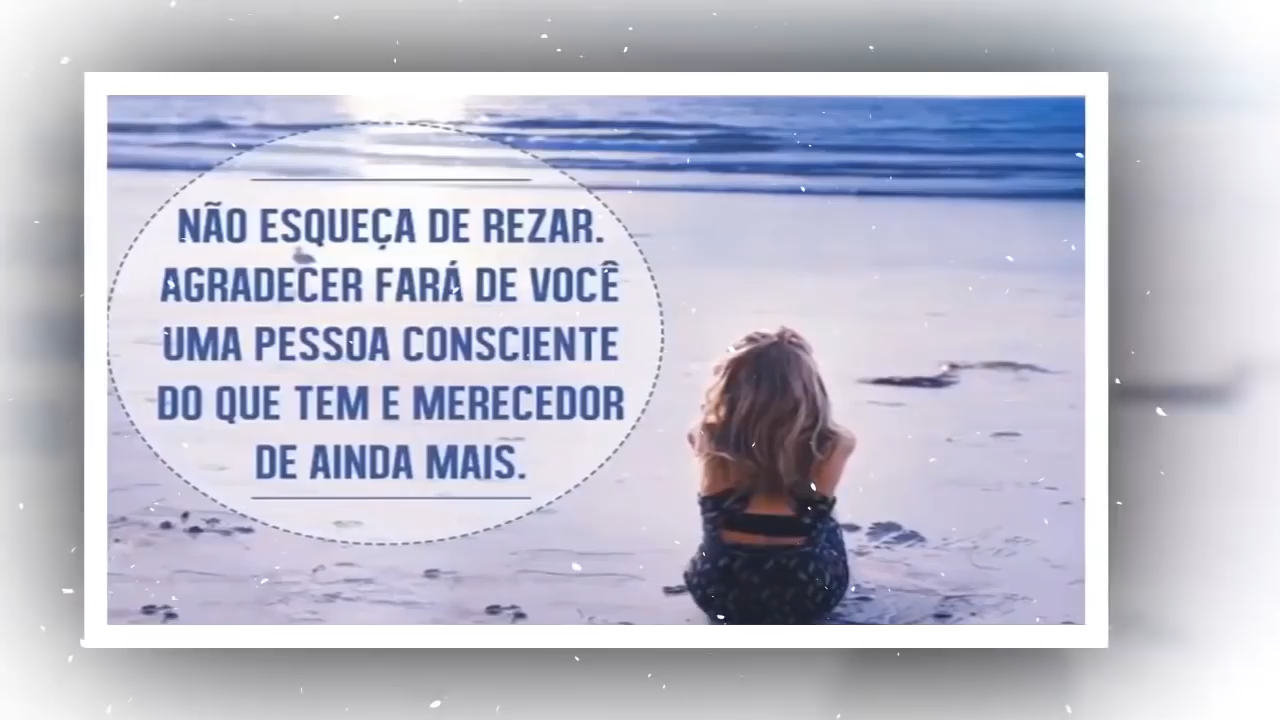 NÃO ESQUEÇA DE REZAR.
AGRADECER FARÁ DE VOCÊ
UMA PESSOA CONSCIENTE
DO QUE TEM E MERECEDOR
DE AINDA MAIS.